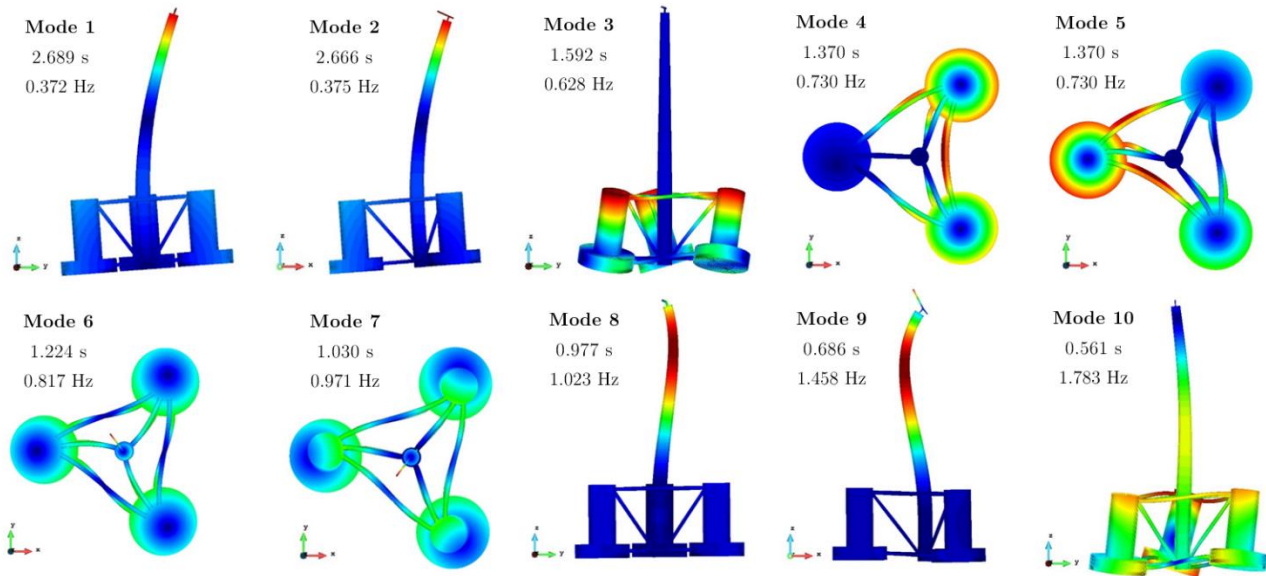 Mode 1
2.689 s
0.372 Hz
z
y
Mode 2
2.666 s
0.375 Hz
z
x
Mode 3
1.592 s
0.628 Hz
z
y
Mode 4
1.370 s
0.730 Hz
y
x
Mode 5
1.370 s
0.730 Hz
y
x
Mode 6
1.224 s
0.817 Hz
y
x
Mode 7
1.030 s
0.971 Hz
y
x
Mode 8
0.977 s
1.023 Hz
z
y
Mode 9
0.686 s
1.458 Hz
z
x
Mode 10
0.561 s
1.783 Hz
z
x